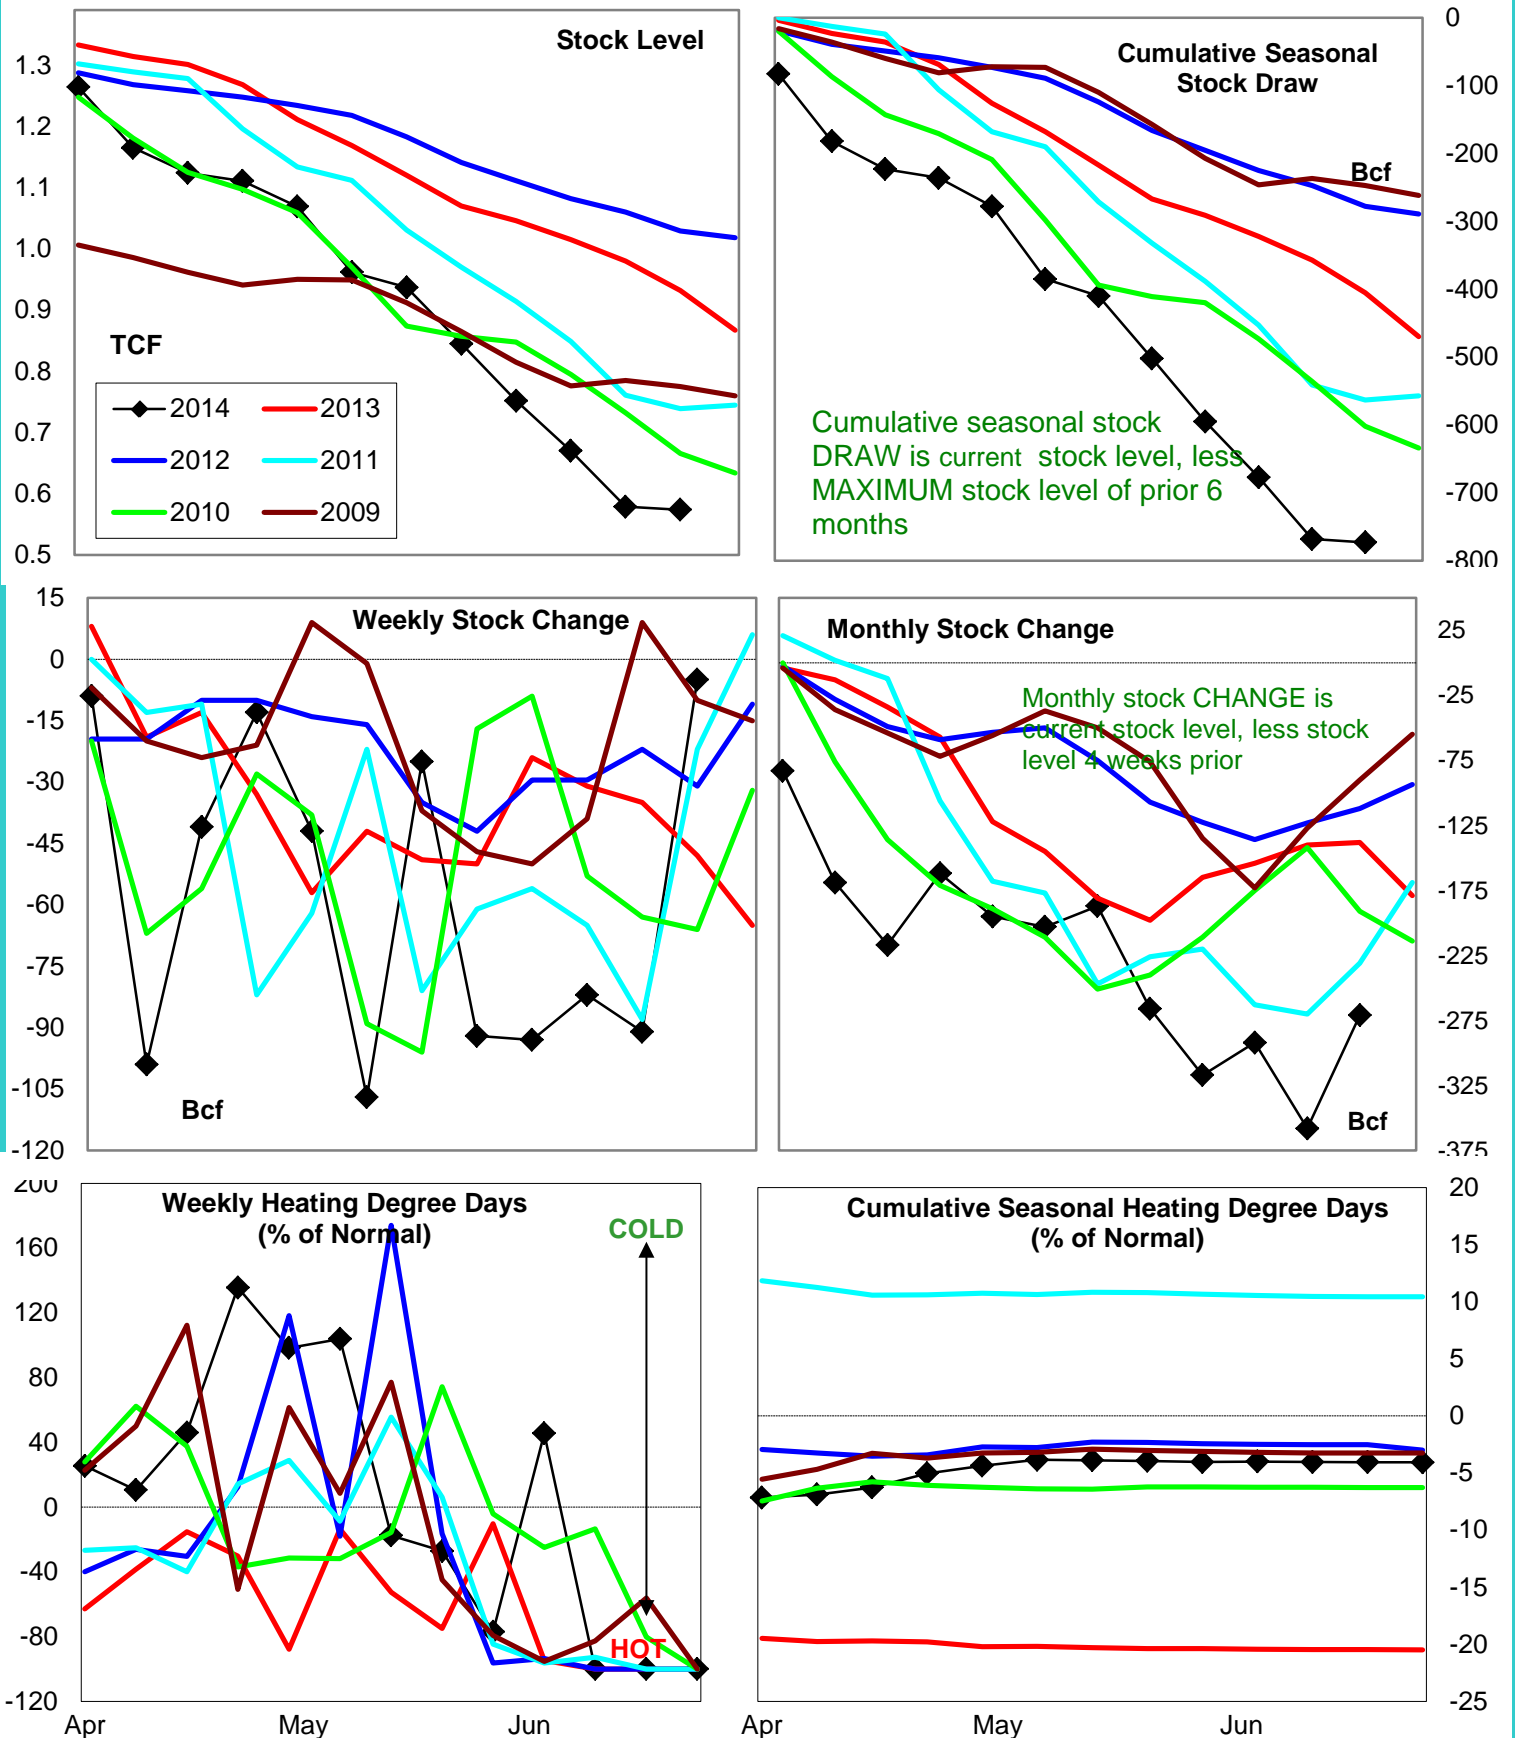 Stock Level
1.3
1.2
1.1
1.0
0.9
0.8
0.7
0.6
0.5
TCF
2014 2013
2012 2011
2010 2009
Cumulative Seasonal
Stock Draw
0
-100
-200
-300
-400
-500
-600
-700
-800
Bcf
Cumulative seasonal stock
DRAW is current stock level, less
MAXIMUM stock level of prior 6
months
Weekly Stock Change
15
0
-15
-30
-45
-60
-75
-90
-105
-120
Bcf
Monthly Stock Change
25
-25
-75
-125
-175
-225
-275
-325
-375
Monthly stock CHANGE is
current stock level, less stock
level 4 weeks prior
Bcf
Weekly Heating Degree Days
(% of Normal)
200
160
120
80
40
0
-40
-80
-120
COLD
HOT
Apr May Jun
Cumulative Seasonal Heating Degree Days
(% of Normal)
20
15
10
5
0
-5
-10
-15
-20
-25
Apr May Jun